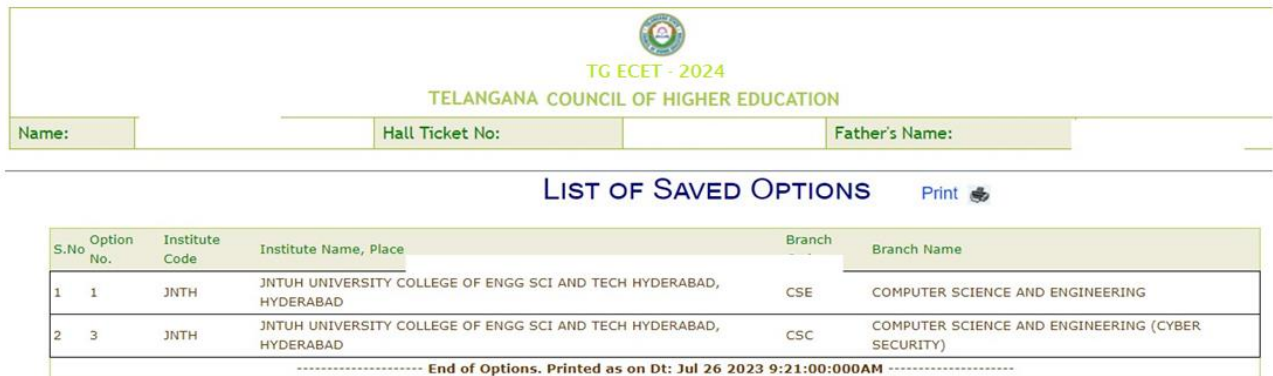 TG ECET - 2024
TELANGANA COUNCIL OF HIGHER EDUCATION
Name: Hall Ticket No: Father's Name:
LIST OF SAVED OPTIONS Print
S.No Option No. Institute Code Institute Name, Place Branch Branch Name
1 1 JNTH JNTUH UNIVERSITY COLLEGE OF ENGG SCI AND TECH HYDERABAD, HYDERABAD CSE COMPUTER SCIENCE AND ENGINEERING
2 3 JNTH JNTUH UNIVERSITY COLLEGE OF ENGG SCI AND TECH HYDERABAD, HYDERABAD CSC COMPUTER SCIENCE AND ENGINEERING (CYBER SECURITY)
-------------------- End of Options. Printed as on Dt: Jul 26 2023 9:21:00:000AM --------------------